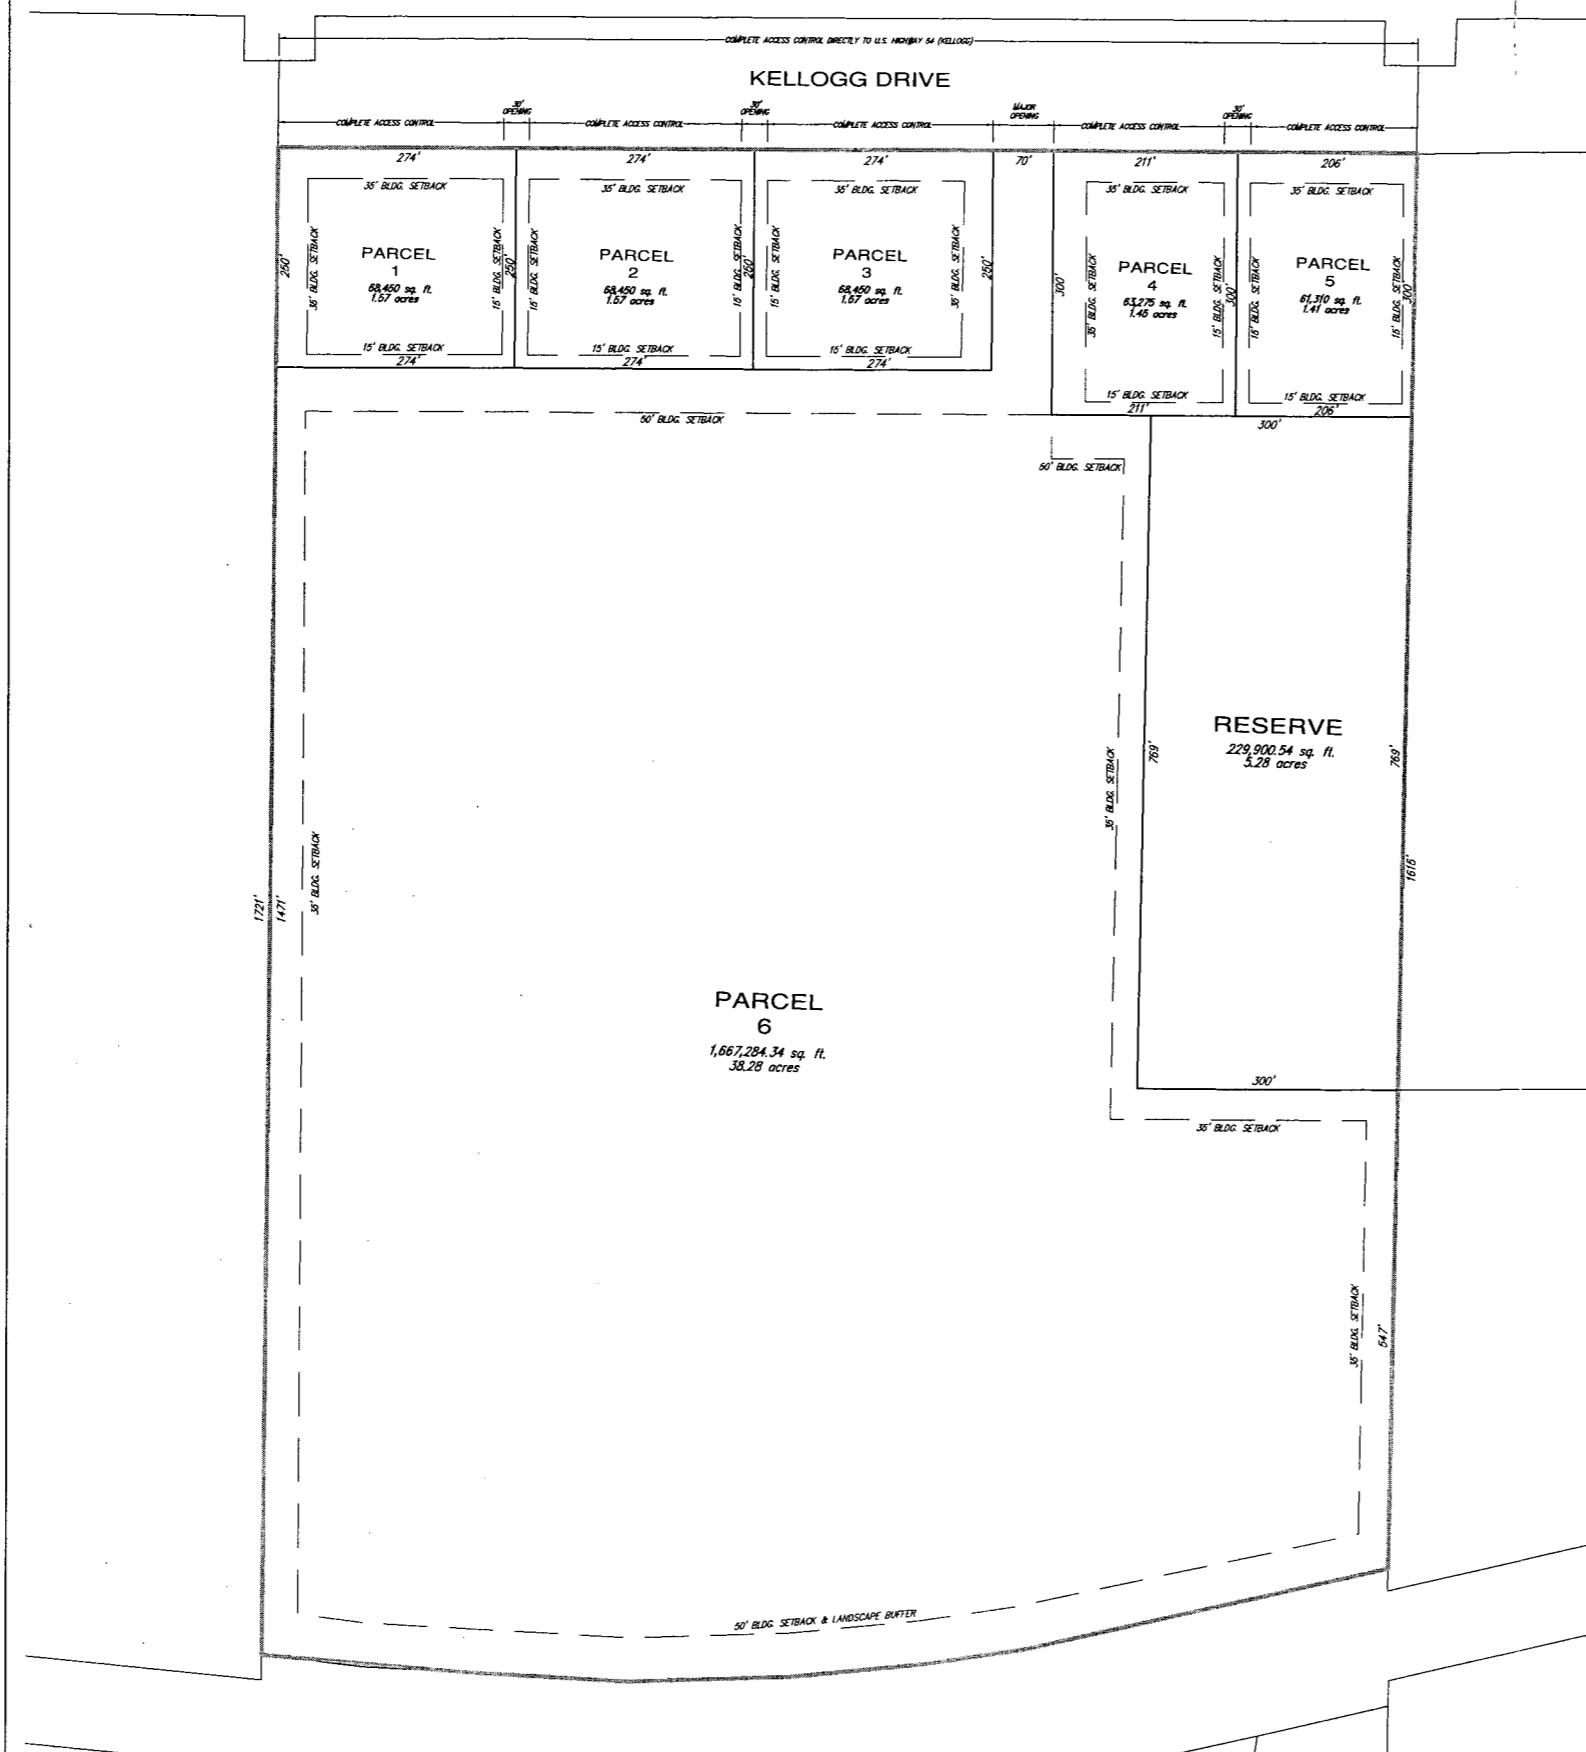 COMPLETE ACCESS CONTROL DIRECTLY TO U.S. HIGHWAY 54 (KELLOGG)
KELLOGG DRIVE
COMPLETE ACCESS CONTROL
30' OPENING
COMPLETE ACCESS CONTROL
30' OPENING
COMPLETE ACCESS CONTROL
MAJOR OPENING
COMPLETE ACCESS CONTROL
30' OPENING
COMPLETE ACCESS CONTROL
274'
274'
274'
70'
211'
206'
35' BLDG. SETBACK
250'
35' BLDG. SETBACK
PARCEL
1
68,450 sq. ft.
1.57 acres
15' BLDG. SETBACK
250'
15' BLDG. SETBACK
274'
35' BLDG. SETBACK
15' BLDG. SETBACK
PARCEL
2
68,450 sq. ft.
1.57 acres
15' BLDG. SETBACK
250'
15' BLDG. SETBACK
274'
35' BLDG. SETBACK
15' BLDG. SETBACK
PARCEL
3
68,450 sq. ft.
1.57 acres
35' BLDG. SETBACK
250'
15' BLDG. SETBACK
274'
35' BLDG. SETBACK
300'
35' BLDG. SETBACK
PARCEL
4
63,275 sq. ft.
1.45 acres
15' BLDG. SETBACK
300'
15' BLDG. SETBACK
211'
35' BLDG. SETBACK
15' BLDG. SETBACK
PARCEL
5
61,310 sq. ft.
1.41 acres
15' BLDG. SETBACK
300'
15' BLDG. SETBACK
206'
50' BLDG. SETBACK
300'
50' BLDG. SETBACK
RESERVE
229,900.54 sq. ft.
5.28 acres
769'
769'
35' BLDG. SETBACK
1616'
35' BLDG. SETBACK
1721'
1471'
PARCEL
6
1,667,284.34 sq. ft.
38.28 acres
300'
35' BLDG. SETBACK
35' BLDG. SETBACK
547'
50' BLDG. SETBACK & LANDSCAPE BUFFER